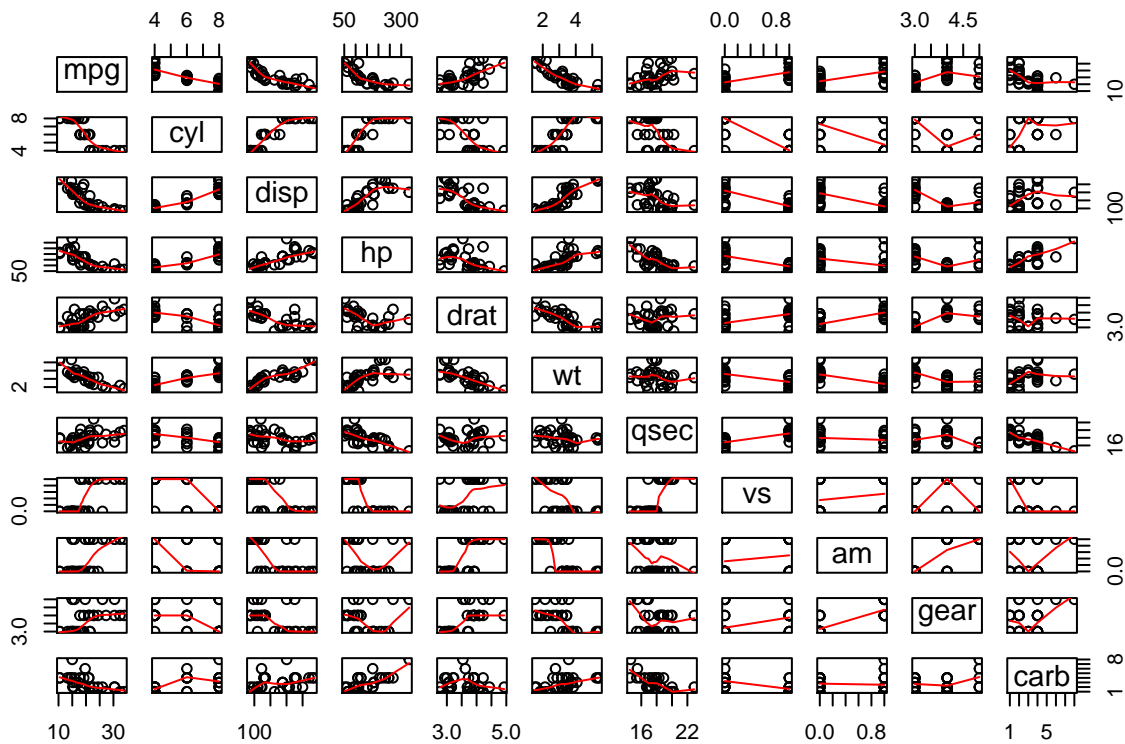 4 6 8 50 300 2 4 0.0 0.8 3.0 4.5
mpg 10
4 8 cyl
disp 100
50 hp
drat 3.0
2 wt
qsec 16
0.0 vs
am 0.0
3.0 gear
carb 1 8
10 20 30 100 3.0 5.0 16 22 0.0 0.8 1 5